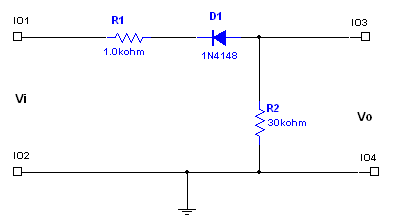 IO1
R1
D1
IO3
1.0kohm
1N4148
Vi
R2
30kohm
Vo
IO2
IO4